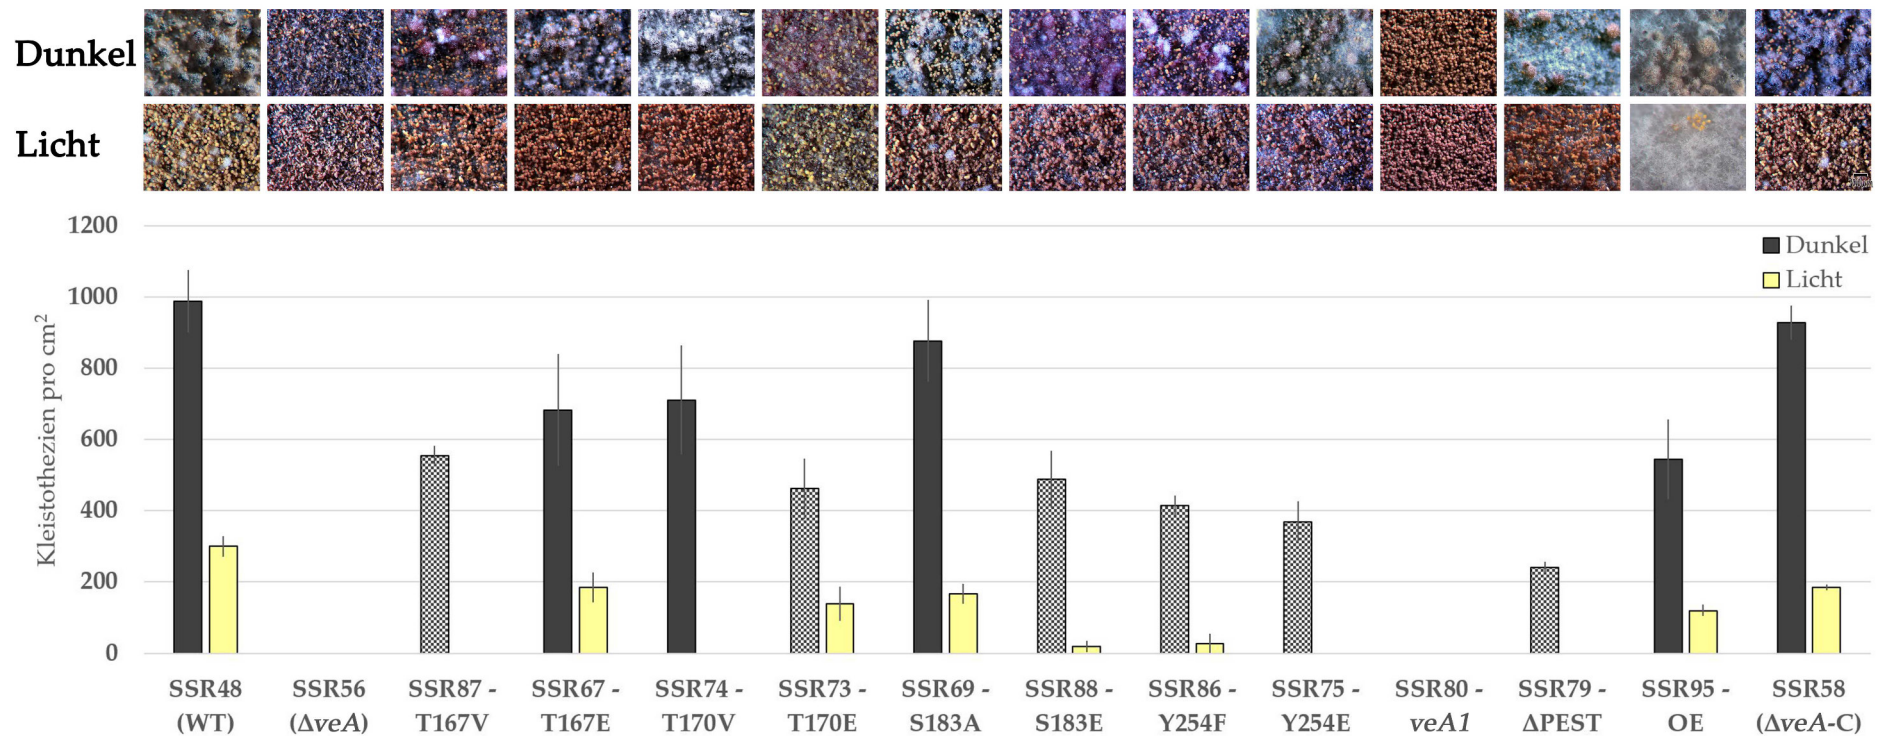 Dunkel
Licht
1200
1000
800
600
400
200
0
Kleistothezien pro cm²
Dunkel
Licht
SSR48
(WT)
SSR56
(ΔveA)
SSR87 -
T167V
SSR67 -
T167E
SSR74 -
T170V
SSR73 -
T170E
SSR69 -
S183A
SSR88 -
S183E
SSR86 -
Y254F
SSR75 -
Y254E
SSR80 -
veA1
SSR79 -
ΔPEST
SSR95 -
OE
SSR58
(ΔveA-C)